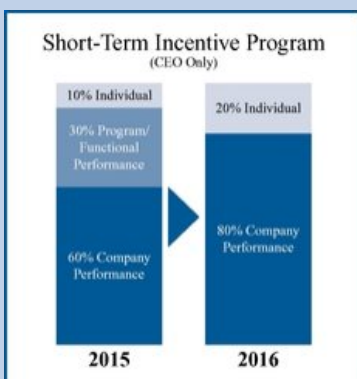 Short-Term Incentive Program
(CEO Only)
10% Individual
30% Program/
Functional
Performance
60% Company
Performance
2015
20% Individual
80% Company
Performance
2016